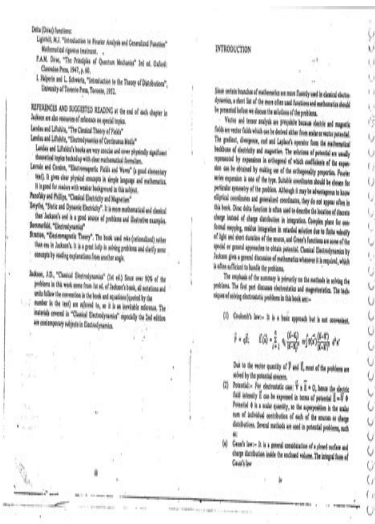 Delta (Dirac) functions:
Lighthill, M.J. "Introduction to Fourier Analysis and Generalized Functions"
Mathematical rigorous treatment.
P.A.M. Dirac, "The Principles of Quantum Mechanics" 3rd ed. Oxford:
Clarendon Press, 1947, p. 60.
I. Halperin and L. Schwartz, "Introduction to the Theory of Distributions",
University of Toronto Press, Toronto, 1952.
REFERENCES AND SUGGESTED READING at the end of each chapter in
Jackson are also resources of reference on special topics.
Landau and Lifshitz, "The Classical Theory of Fields"
Landau and Lifshitz, "Electrodynamics of Continuous Media"
Landau and Lifshitz's books are very concise and cover physically significant
theoretical topics backed up with clear mathematical formalism.
Lorrain and Corson, "Electromagnetic Fields and Waves" (a good elementary
text). It gives clear physical concepts in simple language and mathematics.
It is good for readers with weaker background in this subject.
Panofsky and Phillips, "Classical Electricity and Magnetism"
Smythe, "Static and Dynamic Electricity". It is more mathematical and classical
than Jackson's and is a good source of problems and illustrative examples.
Sommerfeld, "Electrodynamics"
"Electromagnetic Theory". The book used mks (rationalized) rather
than esu in Jackson's. It is a great help in solving problems and clarify some
concepts by reading explanations from another angle.
Jackson, J.D., "Classical Electrodynamics" (1st ed.) Since over 90% of the
problems in this work come from 1st ed. of Jackson's book, all notations and
units follow the convention in the book and equations (quoted by the
number in the text) are referred to, so it is an inevitable reference. The
materials covered in "Classical Electrodynamics" especially the 2nd edition
are contemporary subjects in Electrodynamics.
INTRODUCTION
Since certain branches of mathematics are more fluently used in classical electro-
dynamics, a short list of the more often used functions and mathematics should
be presented before we discuss the solutions of the problems.
Vector and tensor analysis are principal because electric and magnetic
fields are vector fields which can be derived either from scalar or vector potential.
The gradient, divergence, curl and Laplace's operator form the mathematical
backbone of electricity and magnetism. The solutions of potential are usually
represented by expansion in orthogonal of which coefficients of the expan-
sion can be obtained by making use of the orthogonality properties. Fourier
series expansion is one of the type. Suitable coordinates should be chosen for
particular symmetry of the problem. Although it may be advantageous to know
elliptical coordinates and generalized coordinates, they do not appear often in
this book. Dirac delta function is often used to describe the location of discrete
charge instead of charge distribution in integration. Complex plane for con-
formal mapping, residue integration in retarded solution due to finite velocity
of light and short duration of the source, and Green's functions are some of the
special or general approaches to obtain potential. Classical Electrodynamics by
Jackson gives a general discussion of mathematics whenever it is required, which
is often sufficient to handle the problems.
The emphasis of the summary is primarily on the methods in solving the
problems. The first part discusses electrostatics and magnetostatics. The tech-
niques of solving electrostatic problems in this book are:-
(1) Coulomb's law:- It is a basic approach but is not convenient.
Due to the vector quantity of F and E, most of the problems are
solved by the potential concern.
(2) Potential:- For electrostatic case: ∇ x E = 0, hence the electric
field intensity E can be expressed in terms of potential E = -∇ Φ
Potential Φ is a scalar quantity, so the superposition is the scalar
sum of individual contribution of each of the sources or charge
distributions. Several methods are used in potential problems, such
as:
(a) Gauss's law:- It is a general combination of a closed surface and
charge distribution inside the enclosed volume. The integral form of
Gauss's law
iii
iv